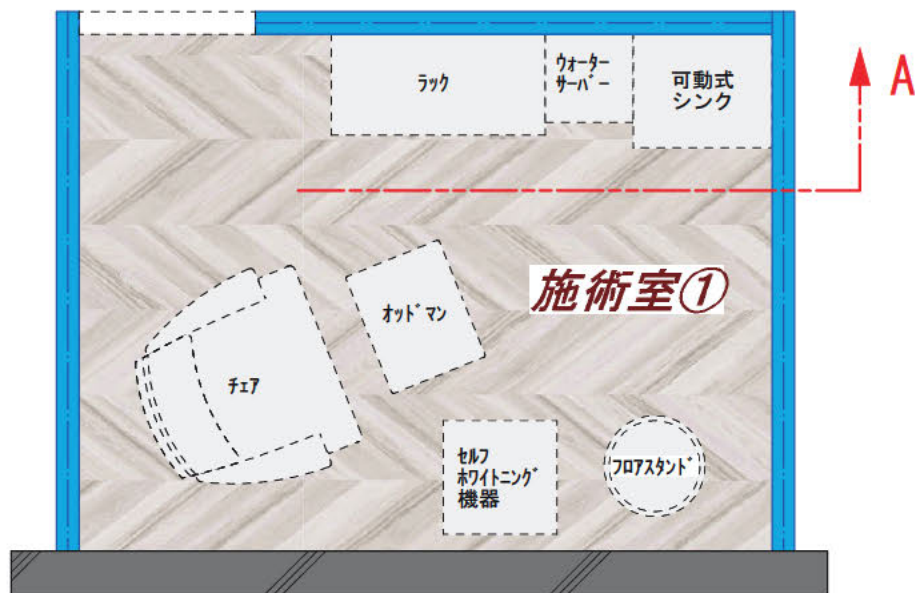 ラック
ウォーター
サーバー
可動式
シンク
A
施術室①
オッドマン
チェア
セルフ
ホワイトニング
機器
フロアスタンド